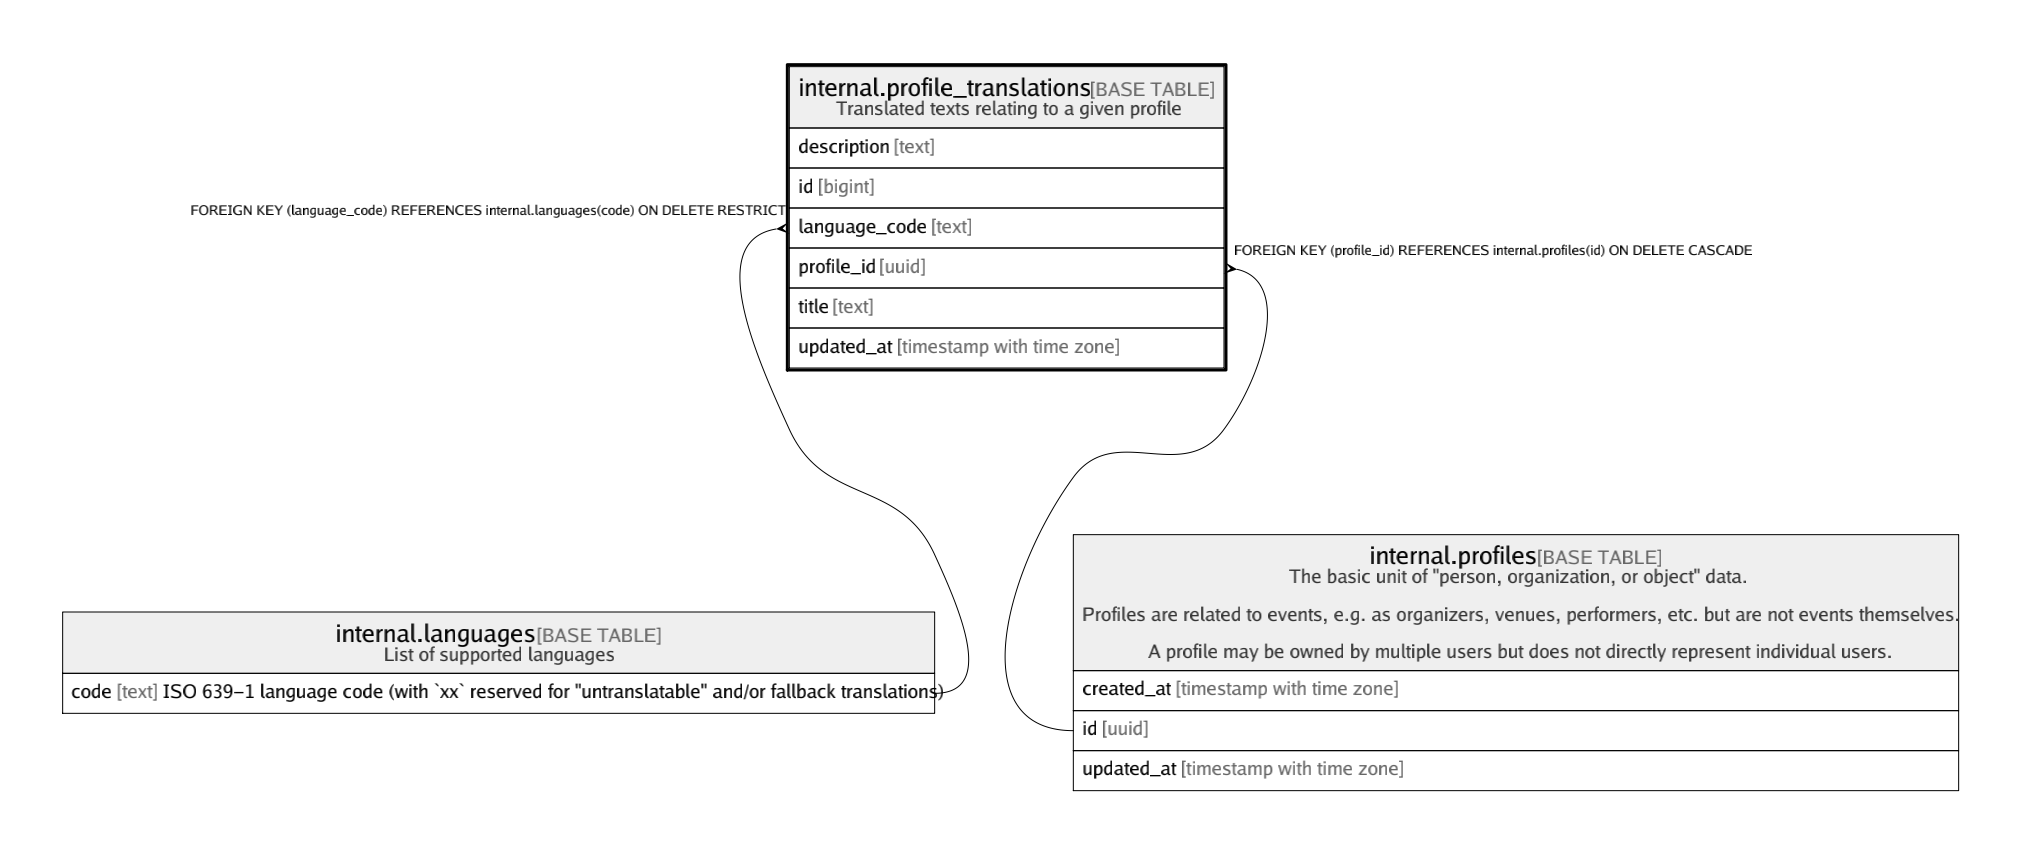 internal.profile_translations[BASE TABLE]
Translated texts relating to a given profile
description [text]
id [bigint]
FOREIGN KEY (language_code) REFERENCES internal.languages(code) ON DELETE RESTRICT
language_code [text]
FOREIGN KEY (profile_id) REFERENCES internal.profiles(id) ON DELETE CASCADE
profile_id [uuid]
title [text]
updated_at [timestamp with time zone]
internal.languages[BASE TABLE]
List of supported languages
code [text] ISO 639-1 language code (with `xx` reserved for "untranslatable" and/or fallback translations)
internal.profiles[BASE TABLE]
The basic unit of "person, organization, or object" data.
Profiles are related to events, e.g. as organizers, venues, performers, etc. but are not events themselves.
A profile may be owned by multiple users but does not directly represent individual users.
created_at [timestamp with time zone]
id [uuid]
updated_at [timestamp with time zone]